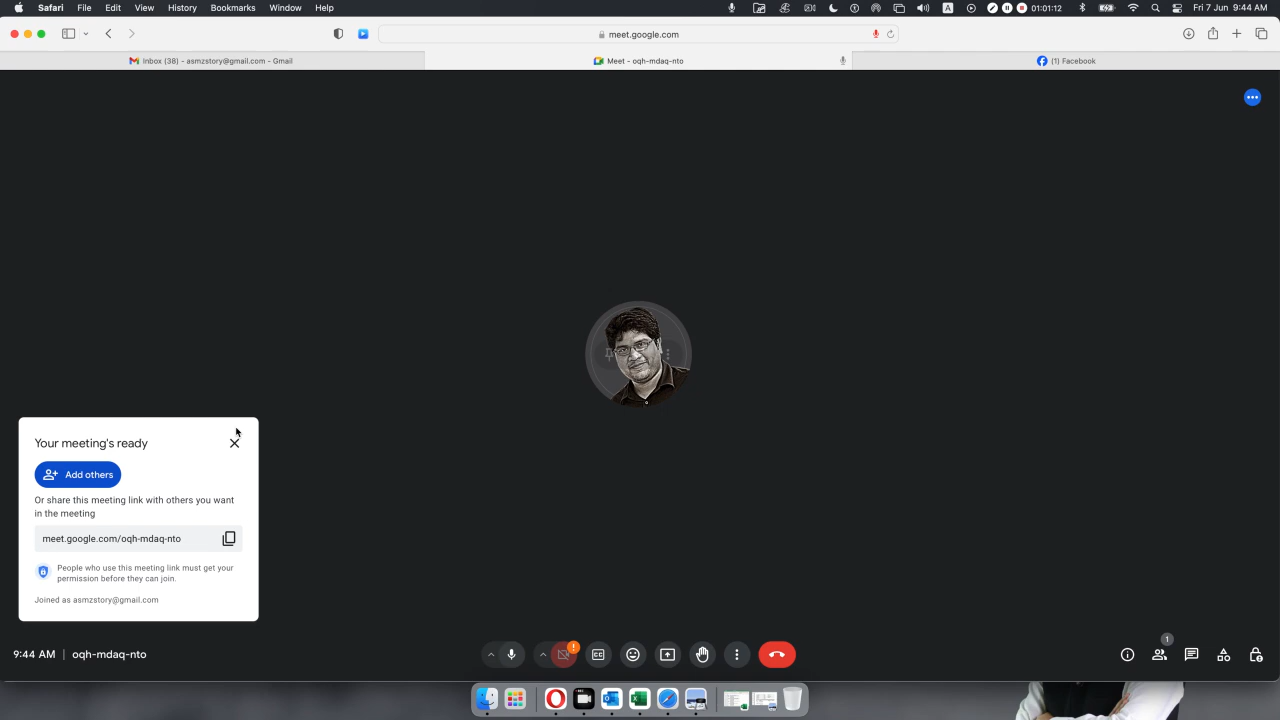 Safari File Edit View History Bookmarks Window Help 01:01:12 A Fri 7 Jun 9:44 AM
meet.google.com
Inbox (38) - asmzstory@gmail.com - Gmail
Meet - oqh-mdaq-nto
(1) Facebook
Your meeting's ready
Add others
Or share this meeting link with others you want
in the meeting
meet.google.com/oqh-mdaq-nto
People who use this meeting link must get your
permission before they can join.
Joined as asmzstory@gmail.com
9:44 AM | oqh-mdaq-nto
CC
1